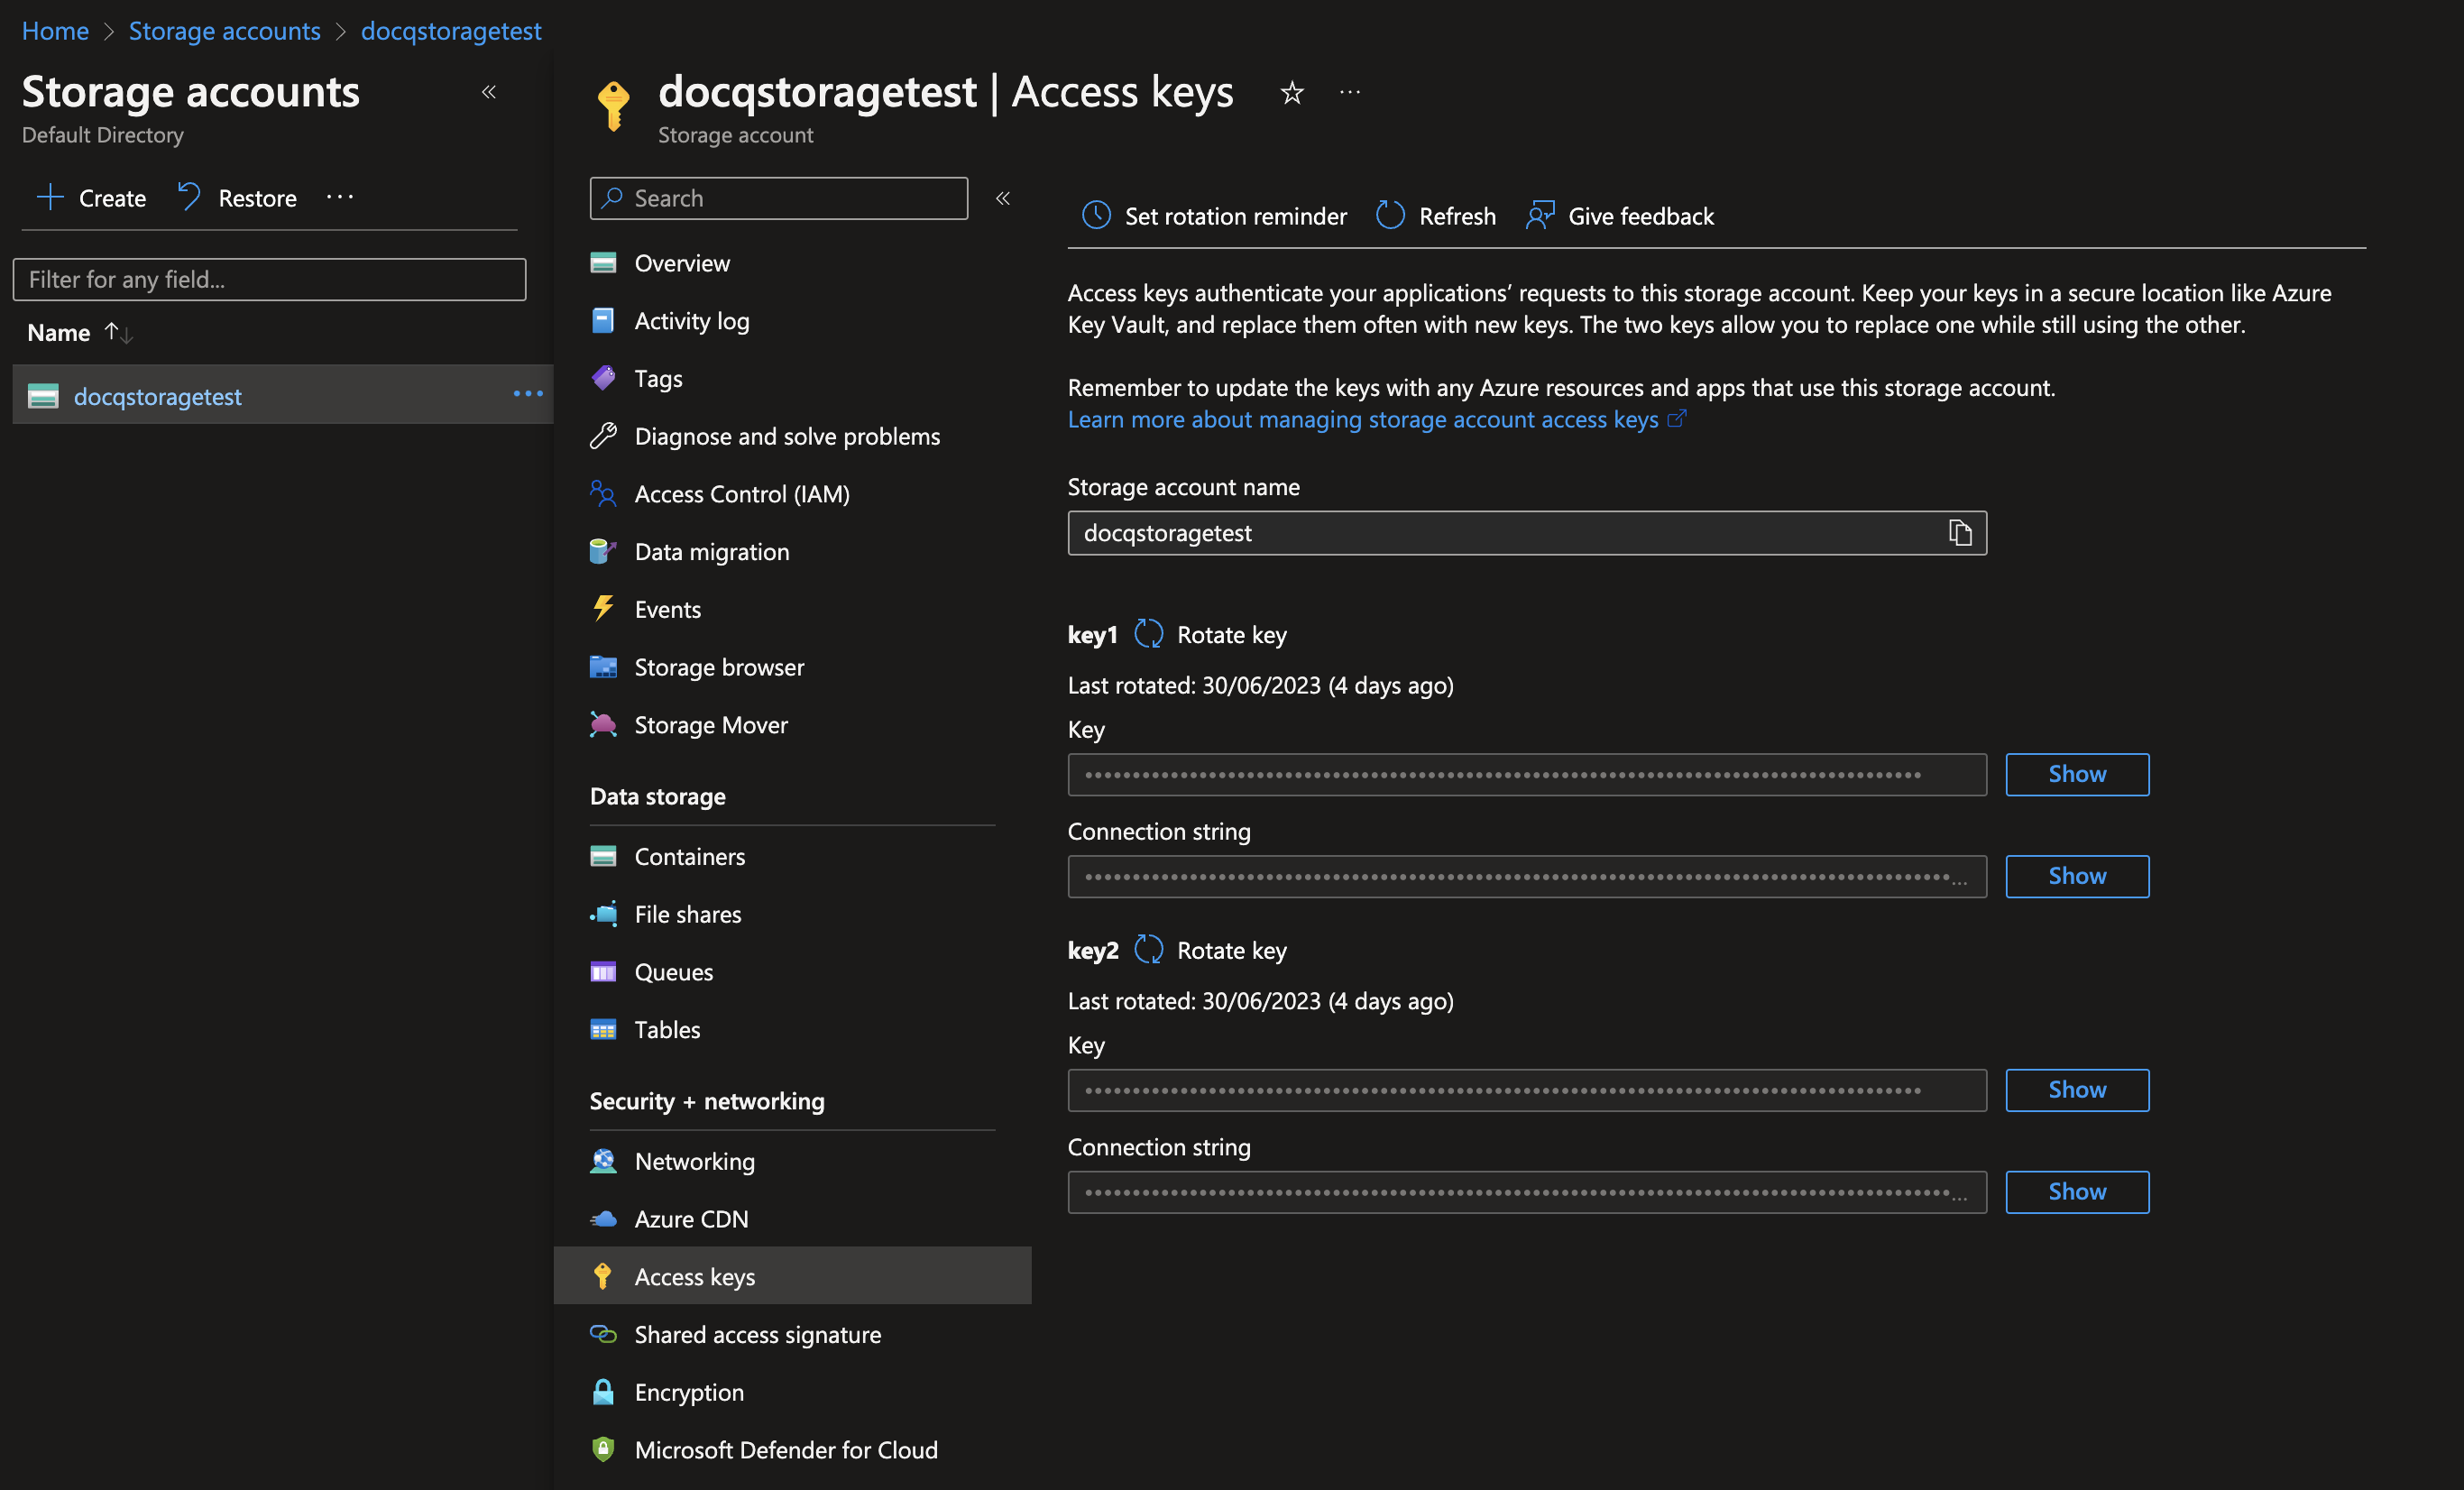 Home > Storage accounts > docqstoragetest
Storage accounts
Default Directory
Create Restore ...
Filter for any field...
Name
docqstoragetest
docqstoragetest | Access keys
Storage account
Search
Overview
Activity log
Tags
Diagnose and solve problems
Access Control (IAM)
Data migration
Events
Storage browser
Storage Mover
Data storage
Containers
File shares
Queues
Tables
Security + networking
Networking
Azure CDN
Access keys
Shared access signature
Encryption
Microsoft Defender for Cloud
Set rotation reminder Refresh Give feedback
Access keys authenticate your applications’ requests to this storage account. Keep your keys in a secure location like Azure
Key Vault, and replace them often with new keys. The two keys allow you to replace one while still using the other.
Remember to update the keys with any Azure resources and apps that use this storage account.
Learn more about managing storage account access keys
Storage account name
docqstoragetest
key1 Rotate key
Last rotated: 30/06/2023 (4 days ago)
Key
Show
Connection string
Show
key2 Rotate key
Last rotated: 30/06/2023 (4 days ago)
Key
Show
Connection string
Show